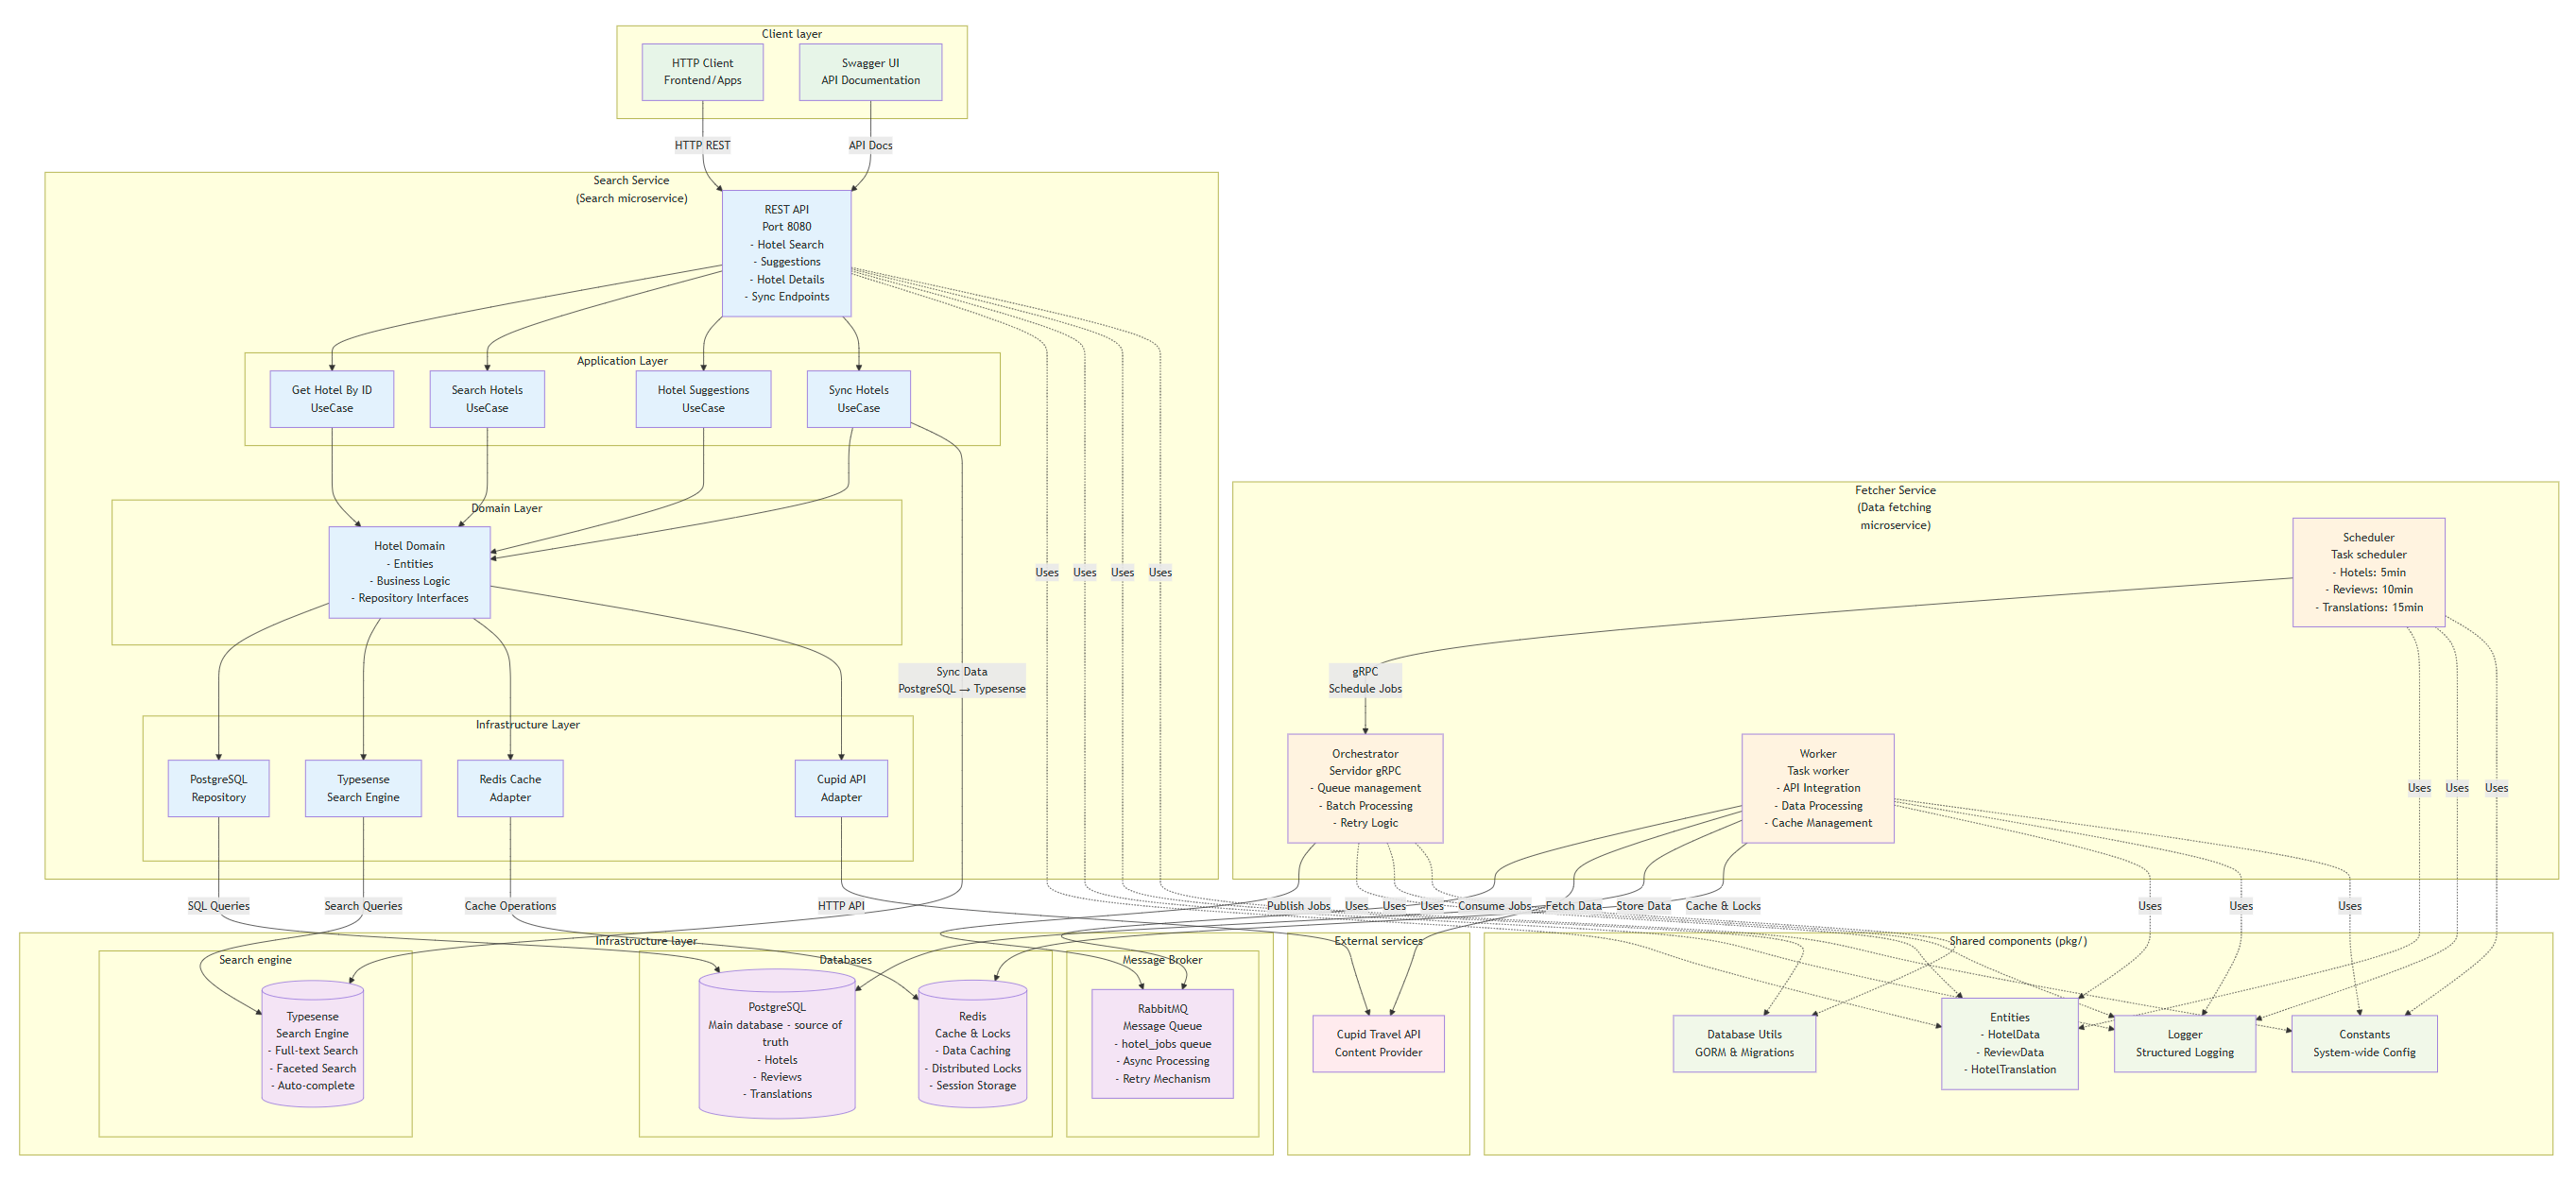 Client layer
HTTP Client
Frontend/Apps
Swagger UI
API Documentation
HTTP REST
API Docs
Search Service
(Search microservice)
REST API
Port 8080
- Hotel Search
- Suggestions
- Hotel Details
- Sync Endpoints
Application Layer
Get Hotel By ID
UseCase
Search Hotels
UseCase
Hotel Suggestions
UseCase
Sync Hotels
UseCase
Domain Layer
Hotel Domain
- Entities
- Business Logic
- Repository Interfaces
Uses
Uses
Uses
Uses
Sync Data
PostgreSQL → Typesense
Infrastructure Layer
PostgreSQL
Repository
Typesense
Search Engine
Redis Cache
Adapter
Cupid API
Adapter
Fetcher Service
(Data fetching
microservice)
Scheduler
Task scheduler
- Hotels: 5min
- Reviews: 10min
- Translations: 15min
gRPC
Schedule Jobs
Orchestrator
Servidor gRPC
- Queue management
- Batch Processing
- Retry Logic
Worker
Task worker
- API Integration
- Data Processing
- Cache Management
Uses
Uses
Uses
SQL Queries
Search Queries
Cache Operations
HTTP API
Publish Jobs
Uses
Uses
Uses
Consume Jobs
Fetch Data
Store Data
Cache & Locks
Uses
Uses
Uses
Infrastructure layer
Search engine
Typesense
Search Engine
- Full-text Search
- Faceted Search
- Auto-complete
Databases
PostgreSQL
Main database - source of
truth
- Hotels
- Reviews
- Translations
Redis
Cache & Locks
- Data Caching
- Distributed Locks
- Session Storage
Message Broker
RabbitMQ
Message Queue
- hotel_jobs queue
- Async Processing
- Retry Mechanism
External services
Cupid Travel API
Content Provider
Shared components (pkg/)
Database Utils
GORM & Migrations
Entities
- HotelData
- ReviewData
- HotelTranslation
Logger
Structured Logging
Constants
System-wide Config